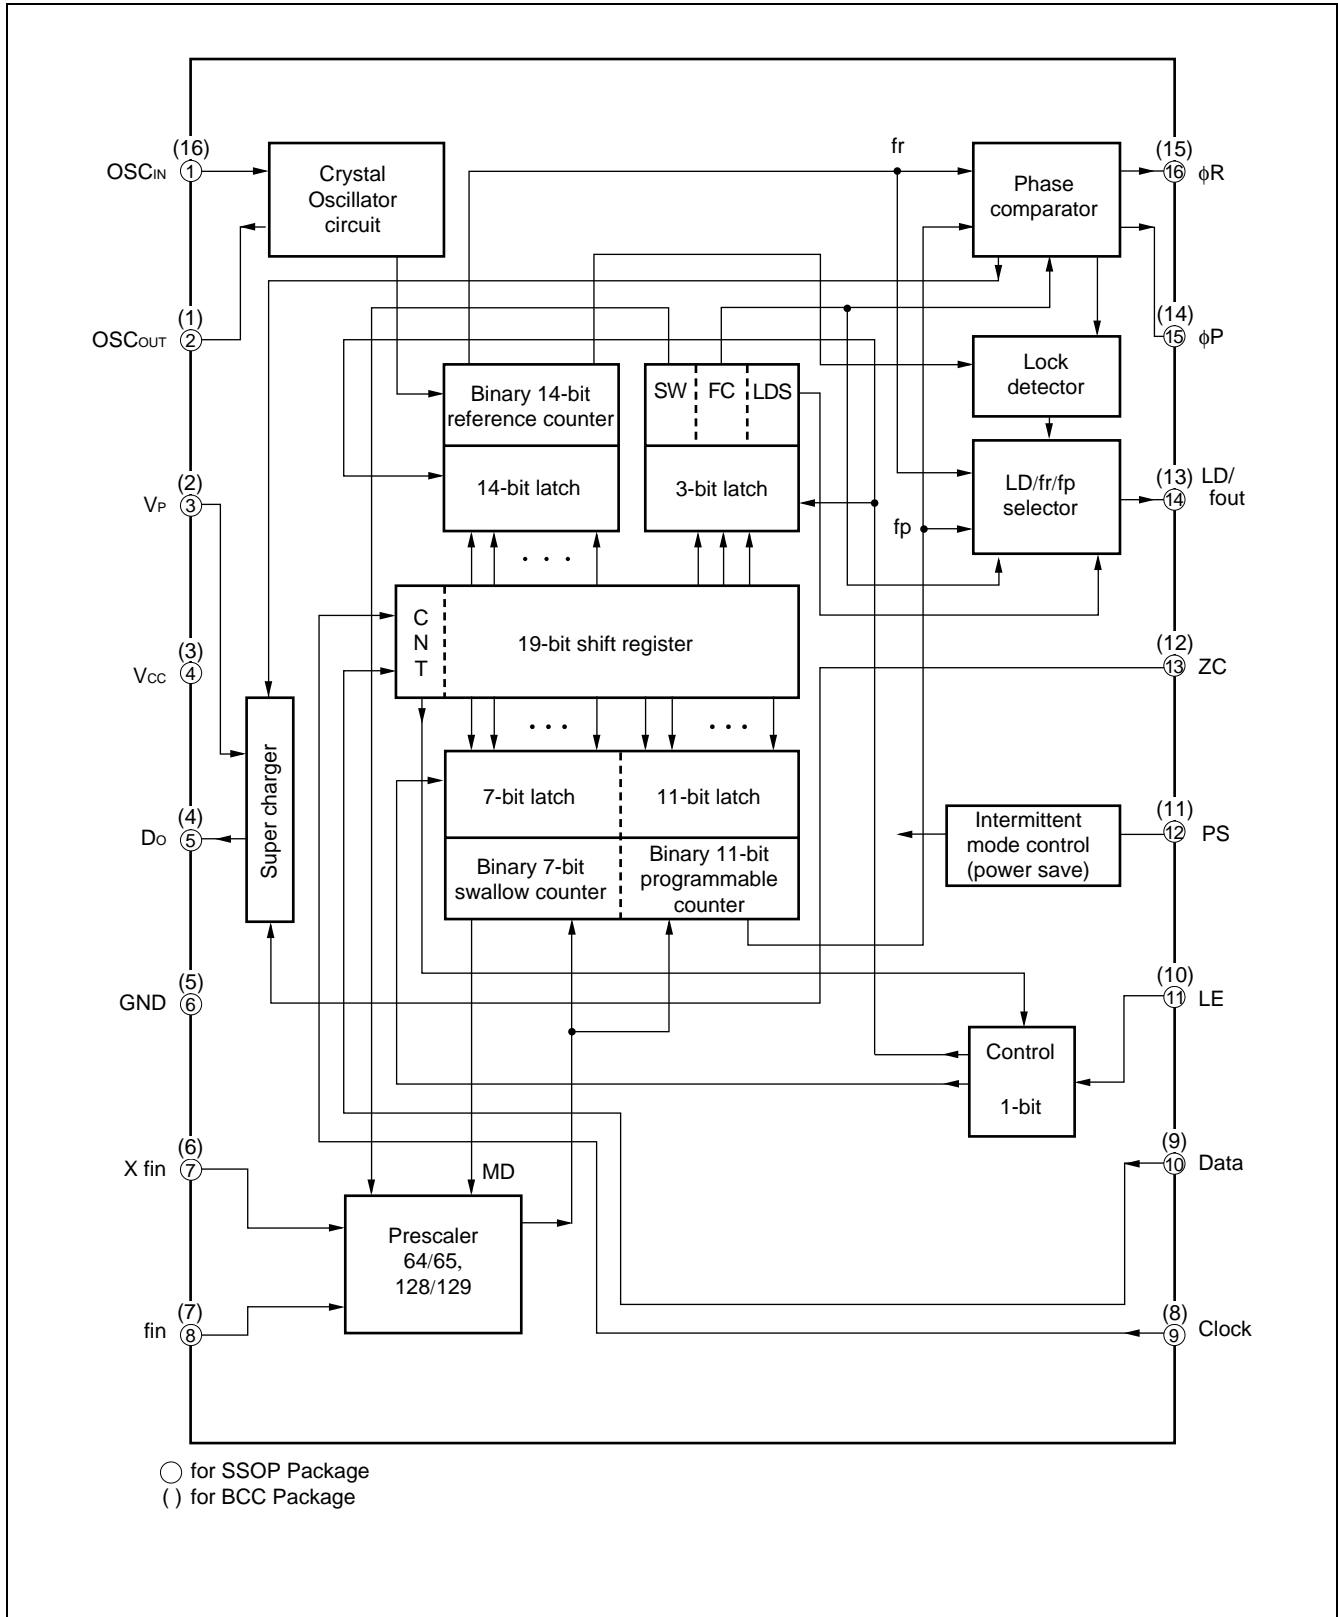 (16)
OSCIN 1
Crystal
Oscillator
circuit
fr
Phase
comparator
(15)
16 ϕR
(1)
OSCOUT 2
(14)
15 ϕP
Lock
detector
Binary 14-bit
reference counter
SW FC LDS
14-bit latch
3-bit latch
LD/fr/fp
selector
(13) LD/
14 fout
fp
(2)
VP 3
· · ·
C
N
T
19-bit shift register
(3)
VCC 4
(12)
13 ZC
· · · · · ·
Super charger
7-bit latch
11-bit latch
Binary 7-bit
swallow counter
Binary 11-bit
programmable
counter
(4)
DO 5
Intermittent
mode control
(power save)
(11)
12 PS
(5)
GND 6
(10)
11 LE
Control
1-bit
(6)
X fin 7
MD
(9)
10 Data
Prescaler
64/65,
128/129
(7)
fin 8
(8)
9 Clock
◯ for SSOP Package
( ) for BCC Package